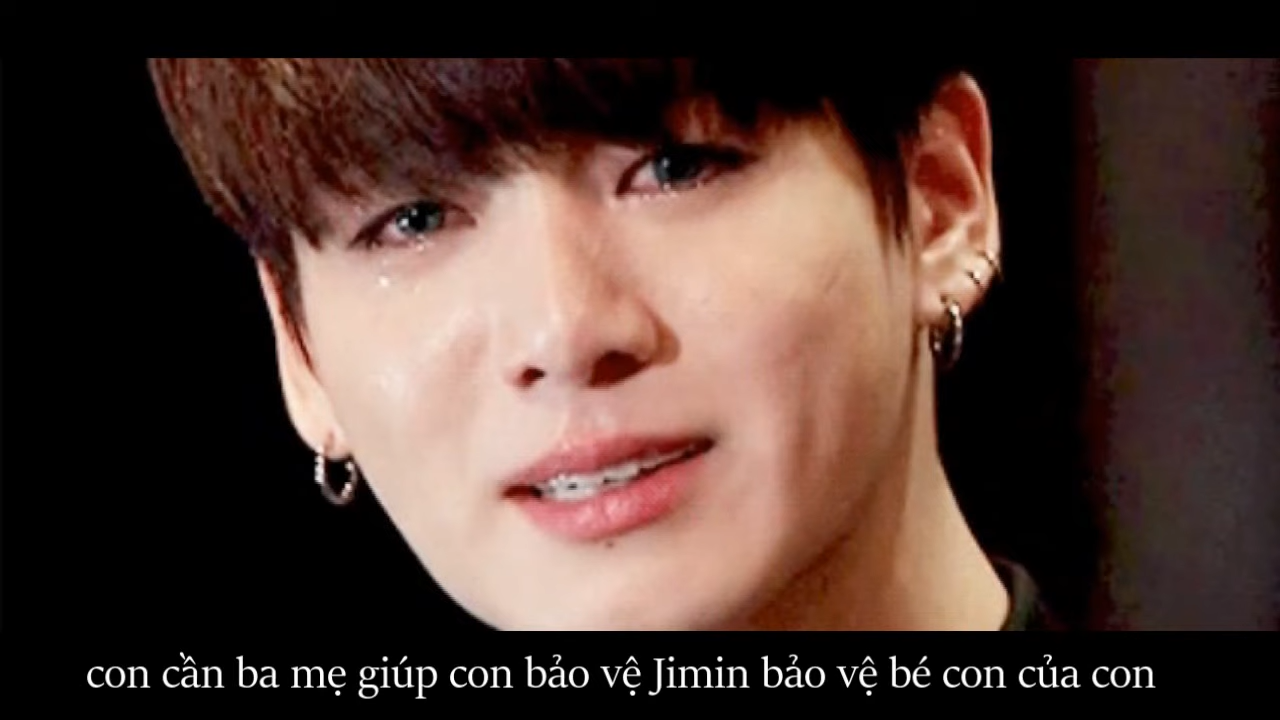 con cần ba mẹ giúp con bảo vệ Jimin bảo vệ bé con của con